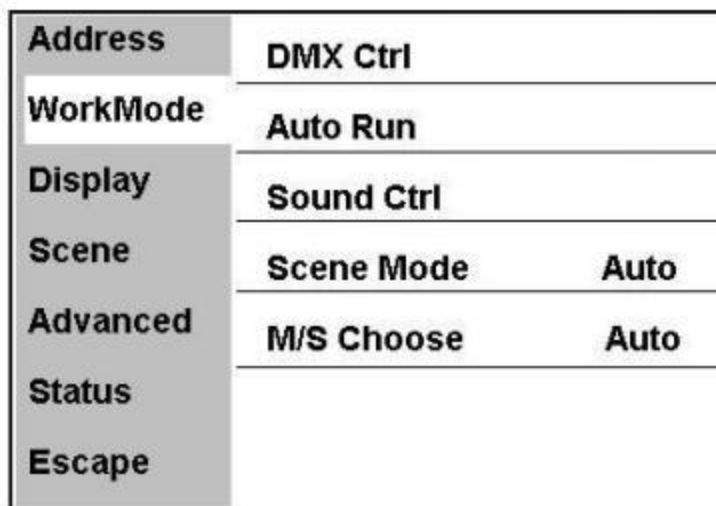 Address
WorkMode
Display
Scene
Advanced
Status
Escape
DMX Ctrl
Auto Run
Sound Ctrl
Scene Mode Auto
M/S Choose Auto